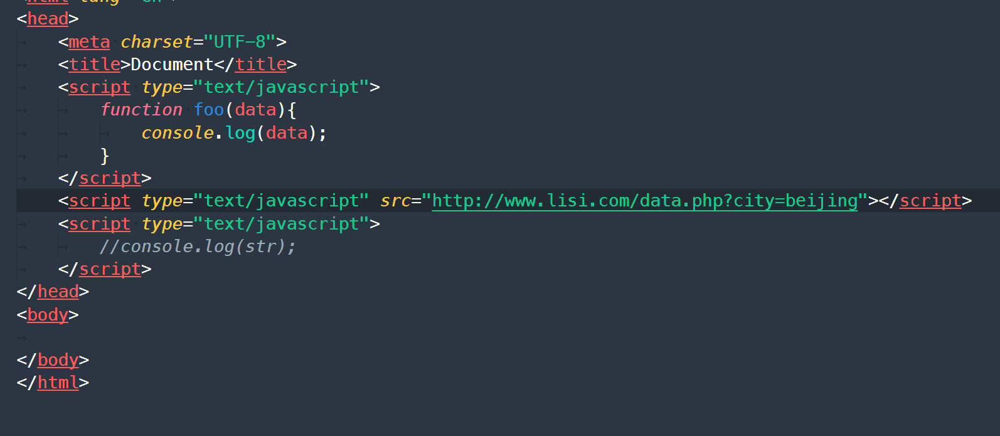 <html lang="en">
<head>
<meta charset="UTF-8">
<title>Document</title>
<script type="text/javascript">
function foo(data){
console.log(data);
}
</script>
<script type="text/javascript" src="http://www.lisi.com/data.php?city=beijing"></script>
<script type="text/javascript">
//console.log(str);
</script>
</head>
<body>
</body>
</html>